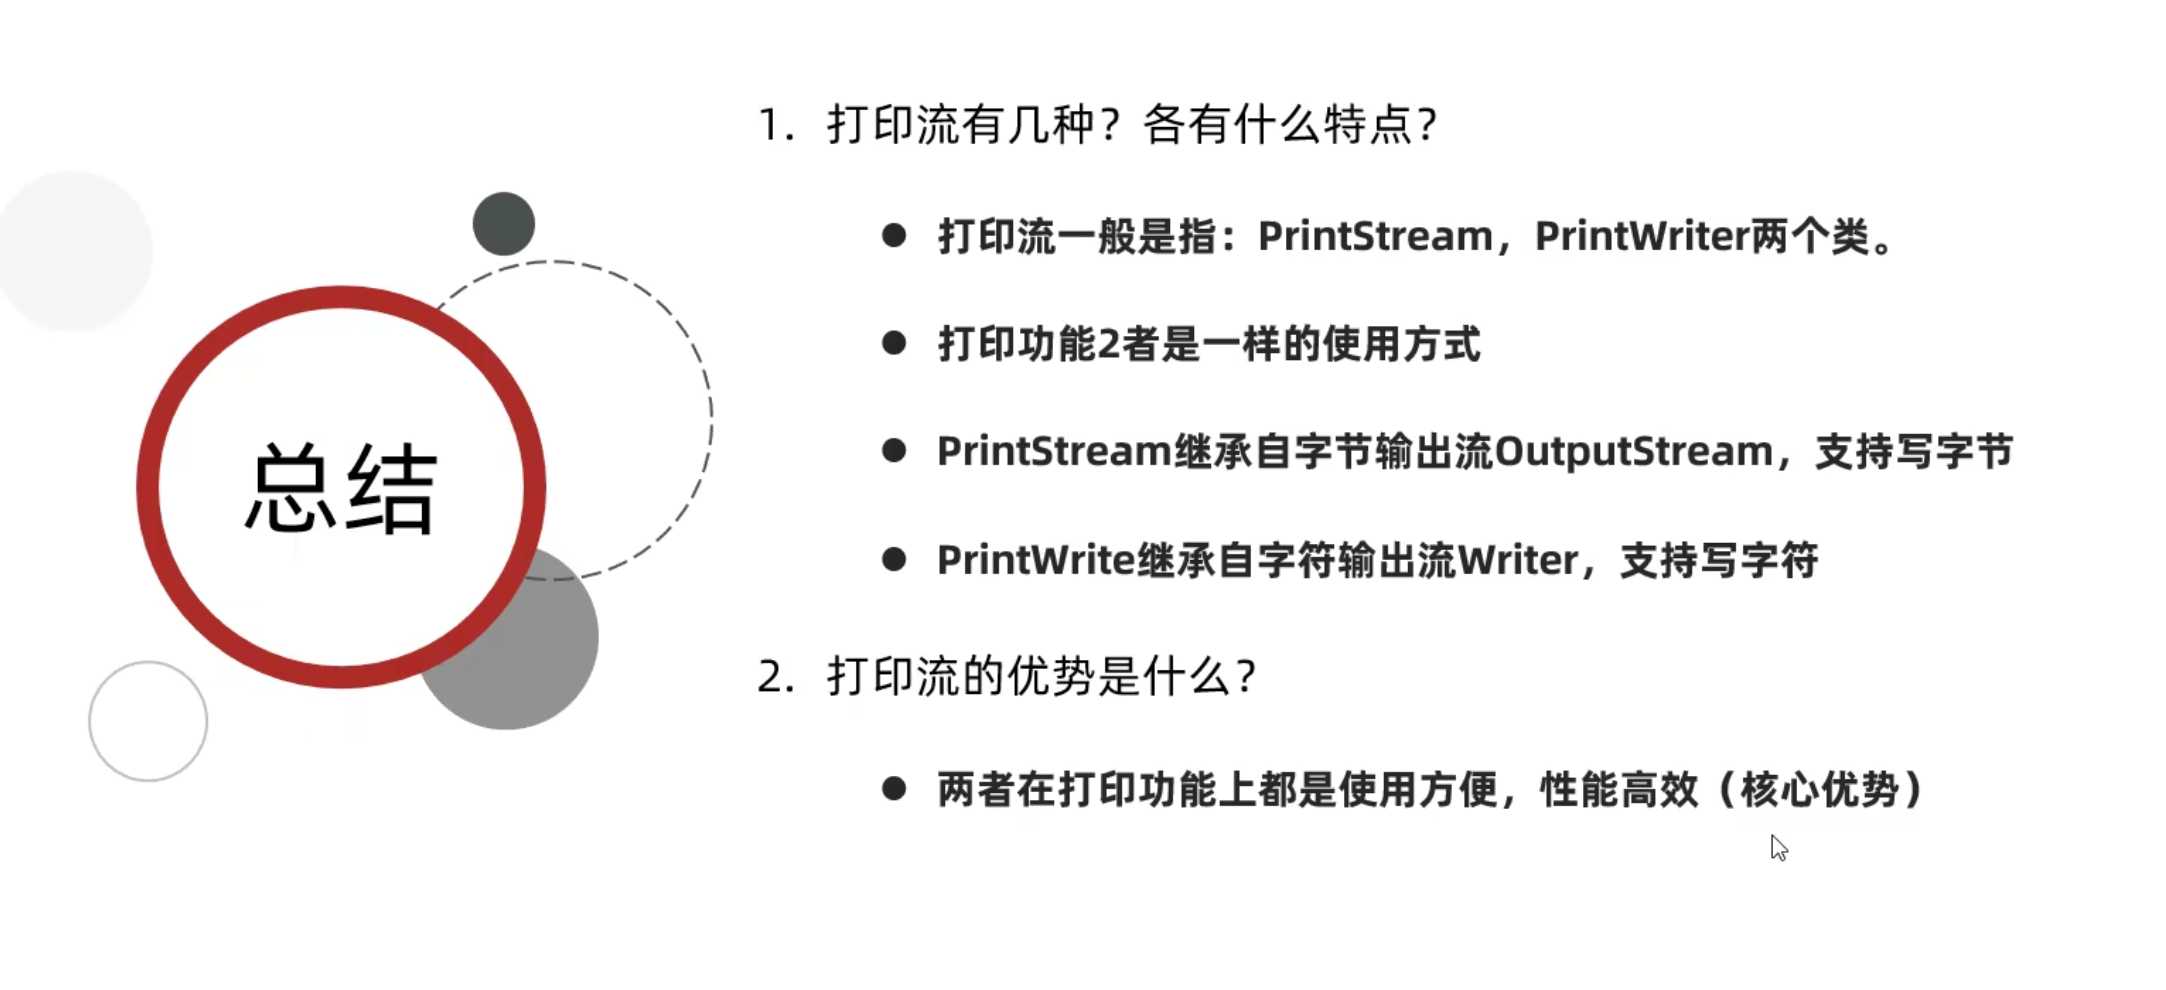 总结
1. 打印流有几种？各有什么特点？
● 打印流一般是指：PrintStream，PrintWriter两个类。
● 打印功能2者是一样的使用方式
● PrintStream继承自字节输出流OutputStream，支持写字节
● PrintWrite继承自字符输出流Writer，支持写字符
2. 打印流的优势是什么？
● 两者在打印功能上都是使用方便，性能高效（核心优势）